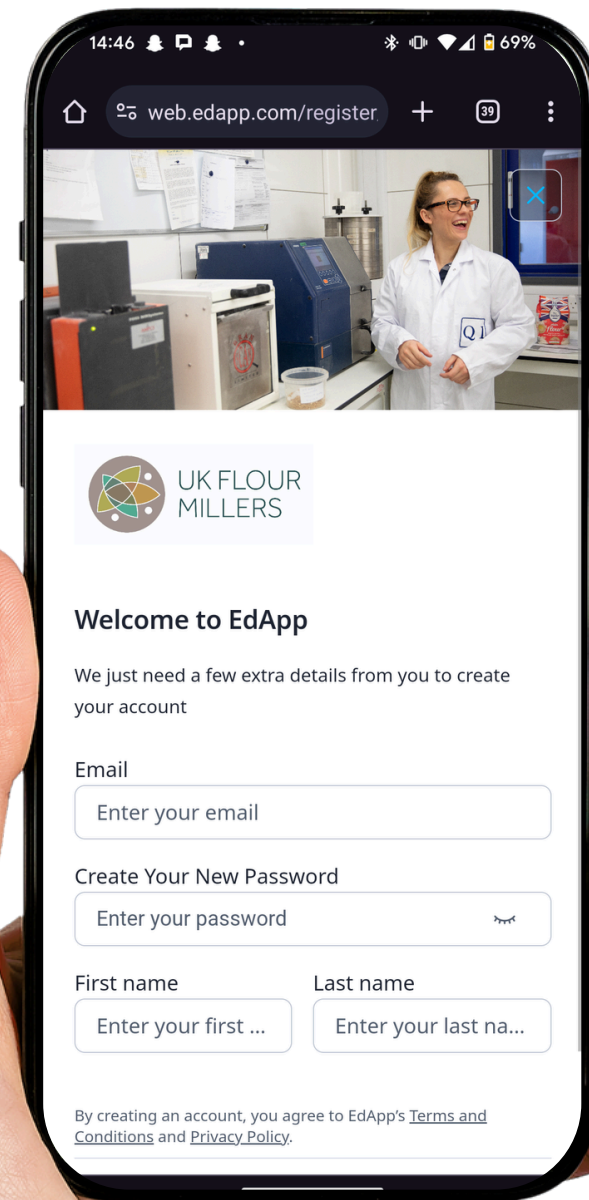 14:46
69%
web.edapp.com/register
39
Q1
UK FLOUR
MILLERS
Welcome to EdApp
We just need a few extra details from you to create
your account
Email
Enter your email
Create Your New Password
Enter your password
First name
Last name
Enter your first ...
Enter your last na...
By creating an account, you agree to EdApp's Terms and
Conditions and Privacy Policy.